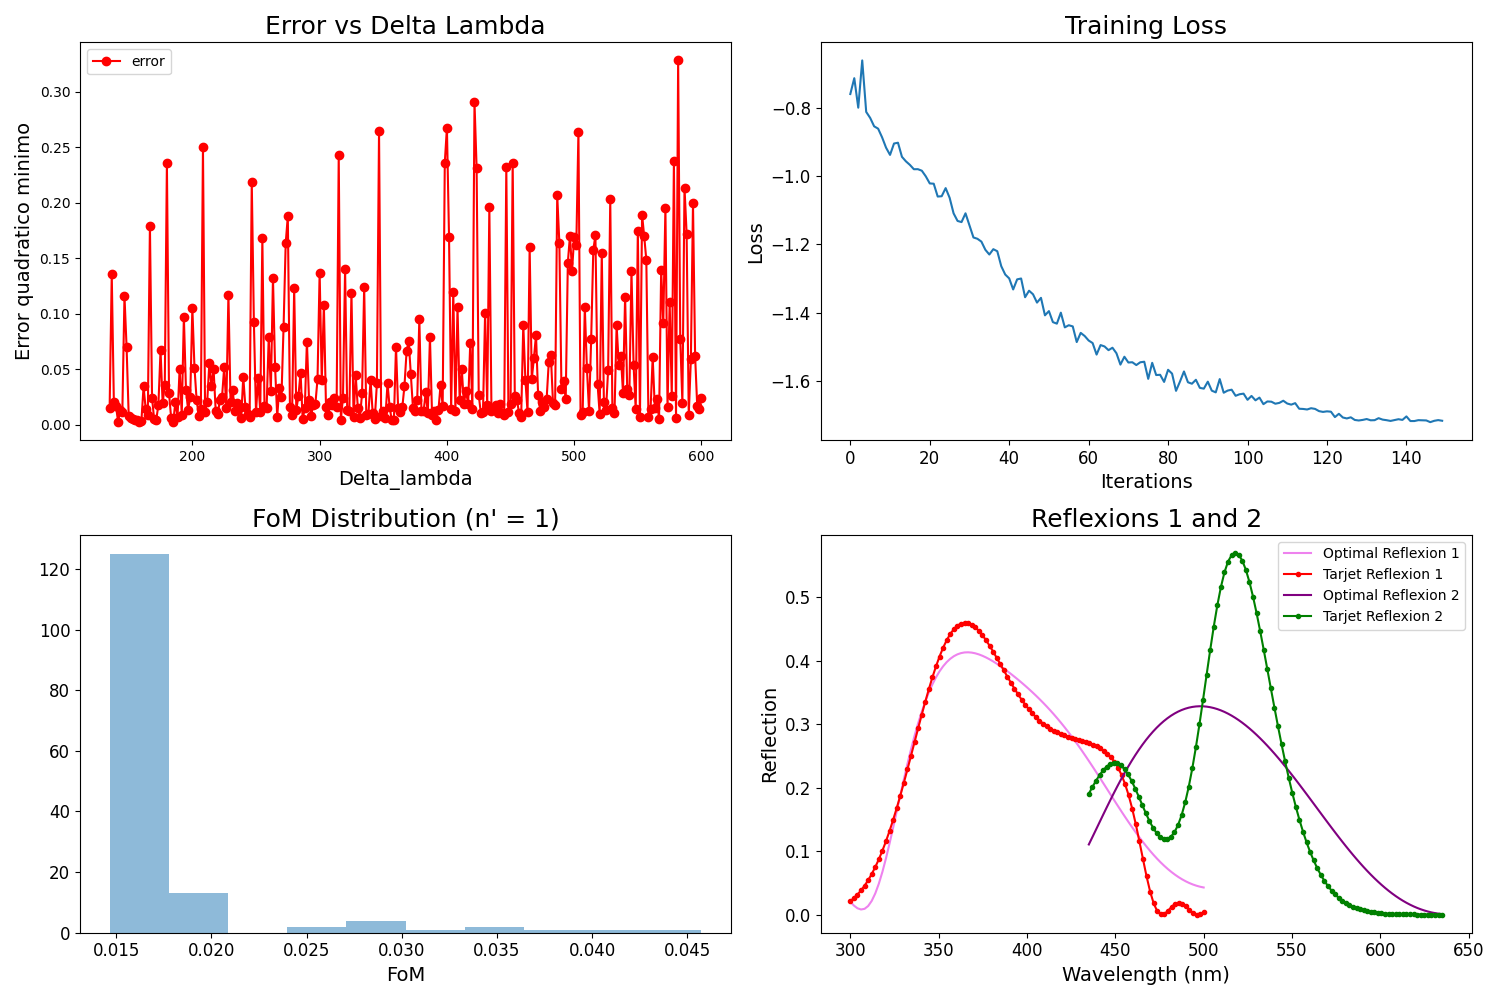 Error vs Delta Lambda
error
Error quadratico minimo
0.30
0.25
0.20
0.15
0.10
0.05
0.00
200 300 400 500 600
Delta_lambda
Training Loss
Loss
−0.8
−1.0
−1.2
−1.4
−1.6
0 20 40 60 80 100 120 140
Iterations
FoM Distribution (n' = 1)
120
100
80
60
40
20
0
0.015 0.020 0.025 0.030 0.035 0.040 0.045
FoM
Reflexions 1 and 2
Optimal Reflexion 1
Tarjet Reflexion 1
Optimal Reflexion 2
Tarjet Reflexion 2
Reflection
0.5
0.4
0.3
0.2
0.1
0.0
300 350 400 450 500 550 600 650
Wavelength (nm)